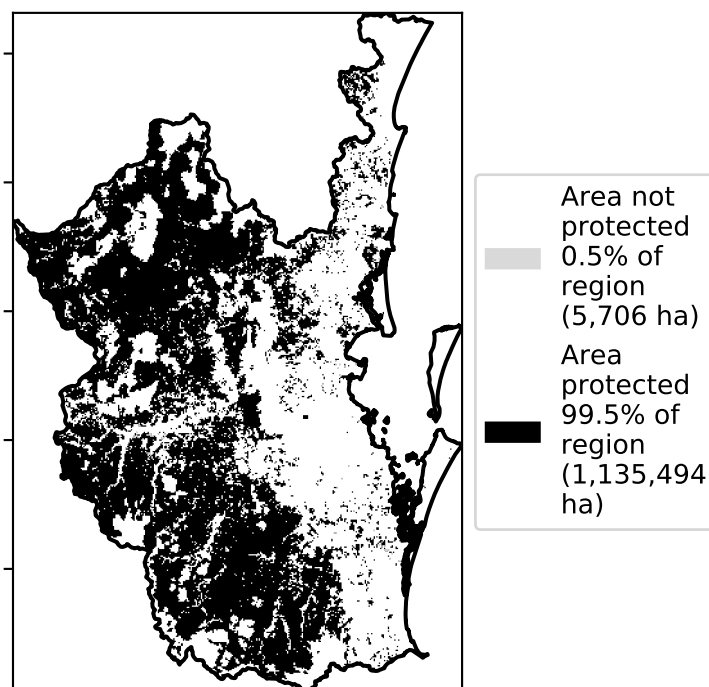 Area not
protected
0.5% of
region
(5,706 ha)
Area
protected
99.5% of
region
(1,135,494
ha)